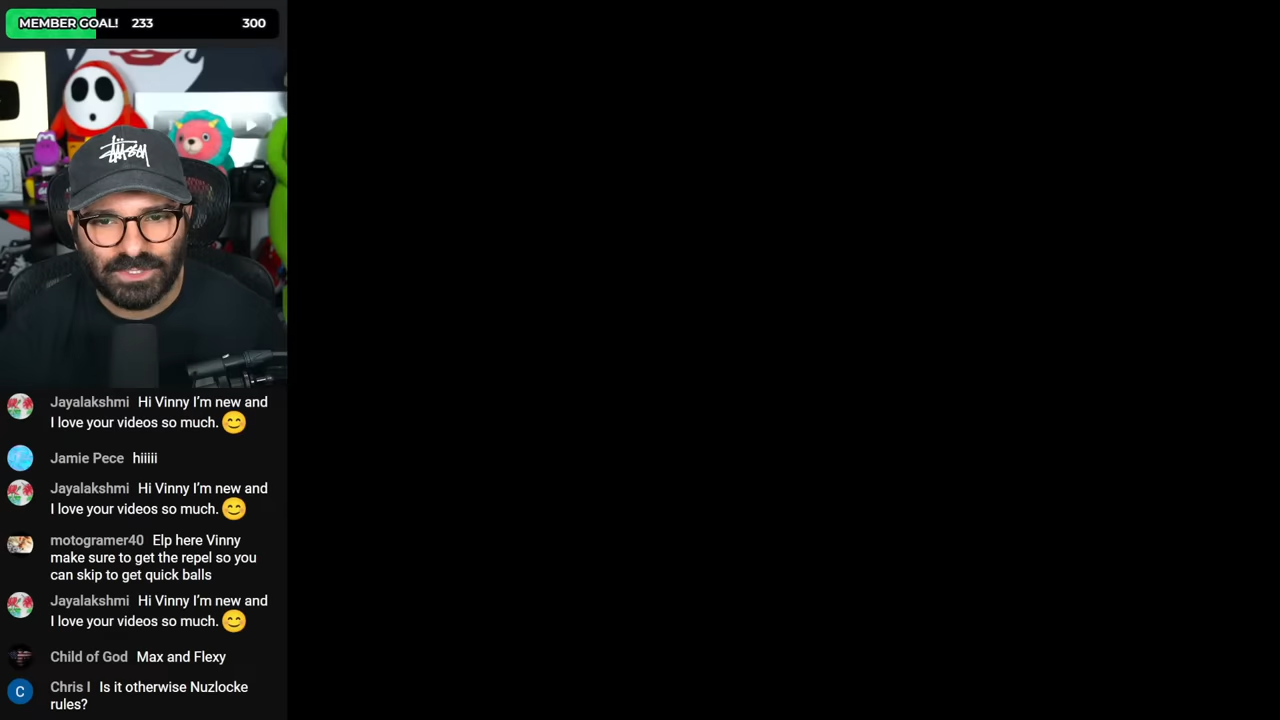 MEMBER GOAL! 233 300
Stüssy
Jayalakshmi Hi Vinny I'm new and
I love your videos so much. 😊
Jamie Pece hiiiii
Jayalakshmi Hi Vinny I'm new and
I love your videos so much. 😊
motogramer40 Elp here Vinny
make sure to get the repel so you
can skip to get quick balls
Jayalakshmi Hi Vinny I'm new and
I love your videos so much. 😊
Child of God Max and Flexy
C
Chris I Is it otherwise Nuzlocke
rules?